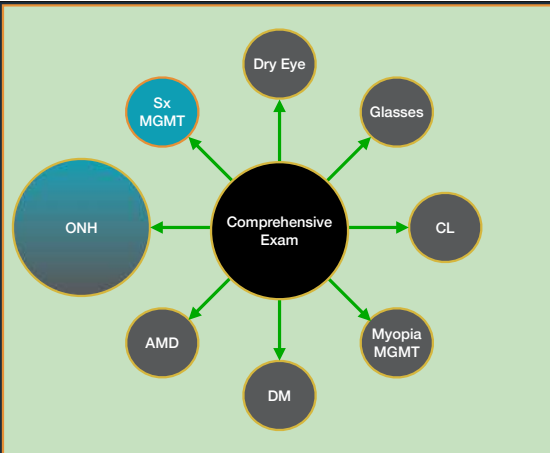 Dry Eye
Sx
MGMT
Glasses
ONH
Comprehensive
Exam
CL
AMD
Myopia
MGMT
DM